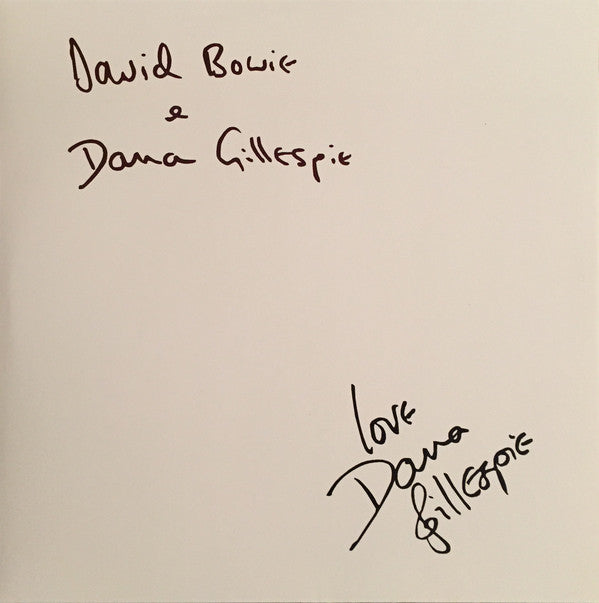 David Bowie
e
Dana Gillespie
love
Dana
Gillespie